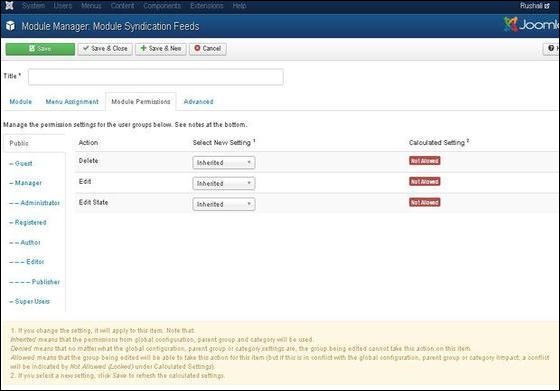 System Users Menus Content Components Extensions Help Rushali
Module Manager: Module Syndication Feeds
Save Save & Close Save & New Cancel
Title *
Module Menu Assignment Module Permissions Advanced
Manage the permission settings for the user groups below. See notes at the bottom.
Public Action Select New Setting 1 Calculated Setting 2
Delete Inherited Not Allowed
– Guest
Edit Inherited Not Allowed
– Manager
– – Administrator
Edit State Inherited Not Allowed
– Registered
– – Author
– – – Editor
– – – – Publisher
– Super Users
1. If you change the setting, it will apply to this item. Note that:
Inherited means that the permissions from global configuration, parent group and category will be used.
Denied means that no matter what the global configuration, parent group or category settings are, the group being edited cannot take this action on this item.
Allowed means that the group being edited will be able to take this action for this item (but if this is in conflict with the global configuration, parent group or category it
will be indicated by Not Allowed (Locked) under Calculated Settings).
2. If you select a new setting, click Save to refresh the calculated settings.